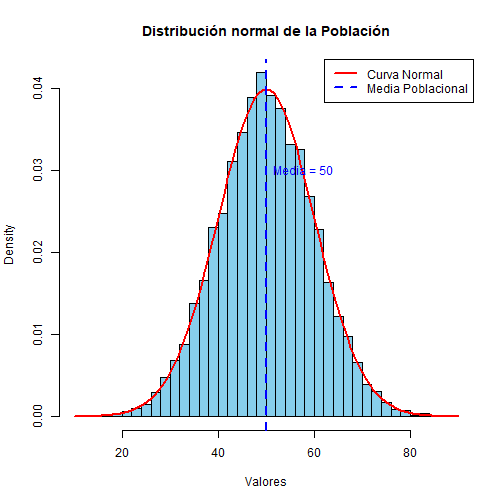 Distribución normal de la Población
Curva Normal
Media Poblacional
Media = 50
Density
0.00
0.01
0.02
0.03
0.04
20
40
60
80
Valores